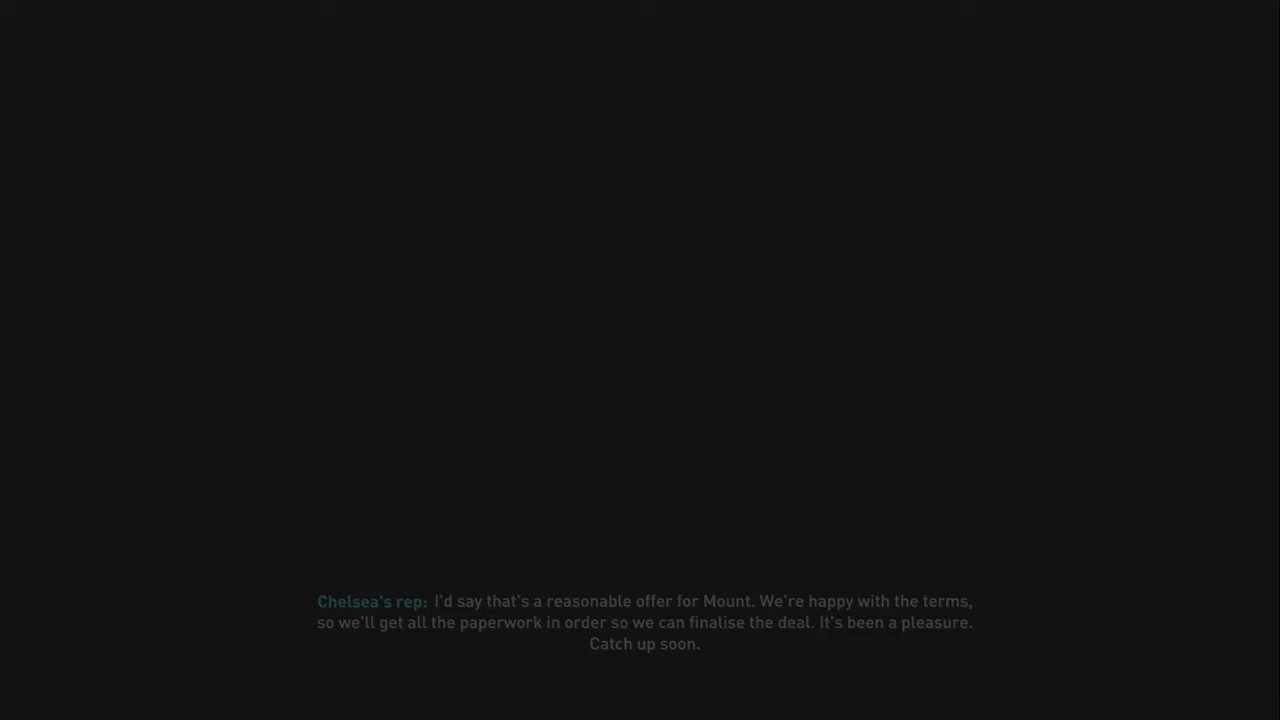 Chelsea's rep: I'd say that's a reasonable offer for Mount. We're happy with the terms,
so we'll get all the paperwork in order so we can finalise the deal. It's been a pleasure.
Catch up soon.